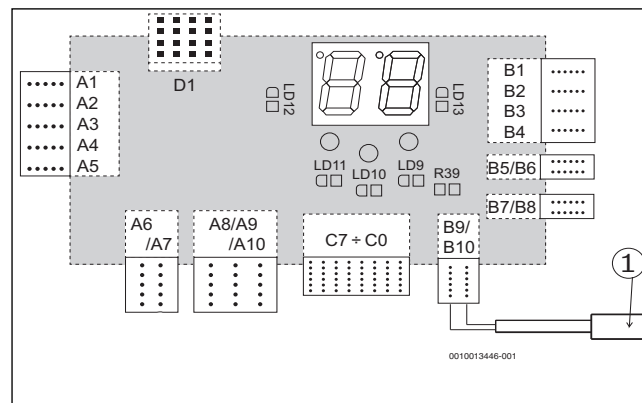 D1
A1
A2
A3
A4
A5
LD12
LD13
B1
B2
B3
B4
LD11
LD10
LD9
R39
B5/B6
B7/B8
A6
/A7
A8/A9
/A10
C7 ÷ C0
B9/
B10
1
0010013446-001